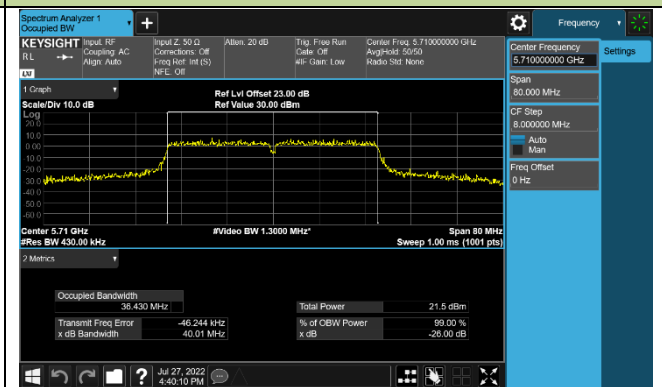 Spectrum Analyzer 1
Occupied BW
+
Frequency
KEYSIGHT
RL
LXI
Input: RF
Coupling: AC
Align: Auto
Input Z: 50 Ω
Corrections: Off
Freq Ref: Int (S)
NFE: Off
Atten: 20 dB
Trig: Free Run
Gate: Off
#IF Gain: Low
Center Freq: 5.710000000 GHz
Avg|Hold: 50/50
Radio Std: None
Center Frequency
5.710000000 GHz
Settings
Span
80.000 MHz
CF Step
8.000000 MHz
Auto
Man
Freq Offset
0 Hz
1 Graph
Scale/Div 10.0 dB
Ref Lvl Offset 23.00 dB
Ref Value 30.00 dBm
Log
20.0
10.0
0.00
-10.0
-20.0
-30.0
-40.0
-50.0
-60.0
Center 5.71 GHz
#Res BW 430.00 kHz
#Video BW 1.3000 MHz*
Span 80 MHz
Sweep 1.00 ms (1001 pts)
2 Metrics
Occupied Bandwidth
36.430 MHz
Total Power 21.5 dBm
Transmit Freq Error -46.244 kHz
% of OBW Power 99.00 %
x dB Bandwidth 40.01 MHz
x dB -26.00 dB
?
Jul 27, 2022
4:40:10 PM